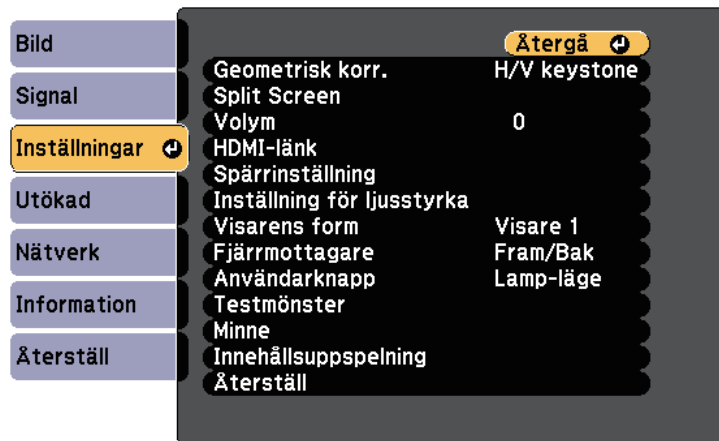 Bild
Signal
Inställningar
Utökad
Nätverk
Information
Återställ
Återgå
Geometrisk korr. H/V keystone
Split Screen
Volym 0
HDMI-länk
Spärrinställning
Inställning för ljusstyrka
Visarens form Visare 1
Fjärrmottagare Fram/Bak
Användarknapp Lamp-läge
Testmönster
Minne
Innehållsuppspelning
Återställ